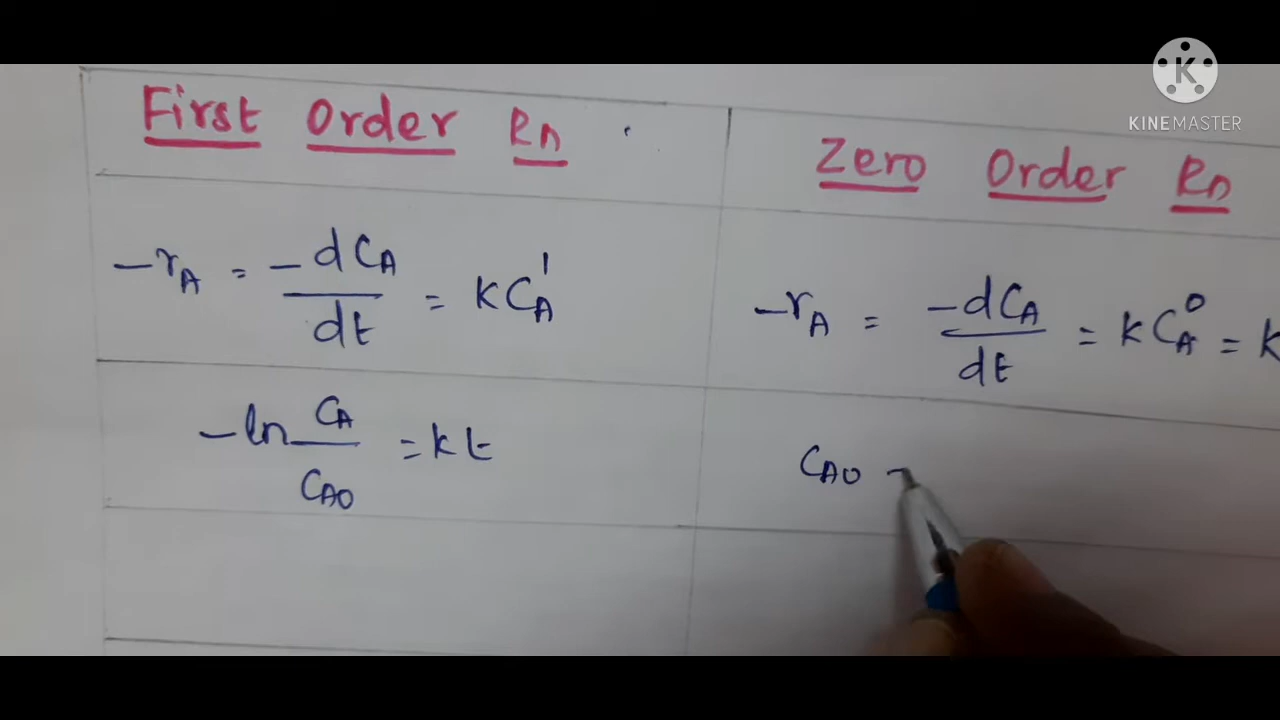 KINEMASTER
First Order Rn
Zero Order Rn
-rA = -dCA/dt = kCA^1
-rA = -dCA/dt = kCA^0 = k
-ln CA/CA0 = kt
CA0 -